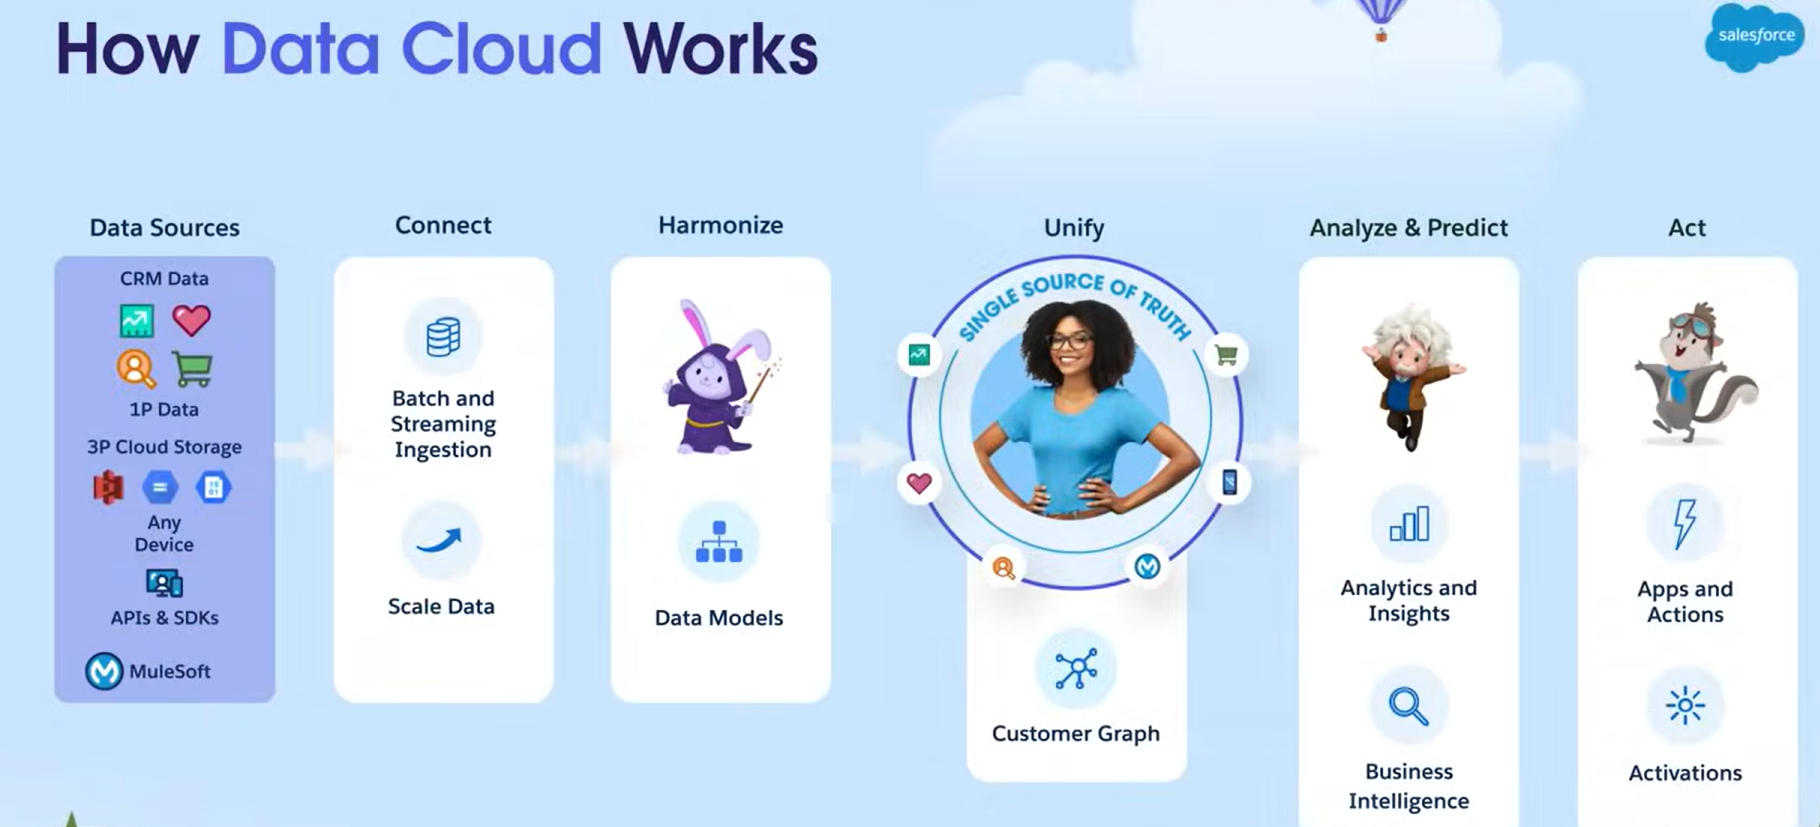 How Data Cloud Works
salesforce
Data Sources
CRM Data
1P Data
3P Cloud Storage
Any
Device
APIs & SDKs
MuleSoft
Connect
Batch and
Streaming
Ingestion
Scale Data
Harmonize
Data Models
Unify
SINGLE SOURCE OF TRUTH
Customer Graph
Analyze & Predict
Analytics and
Insights
Business
Intelligence
Act
Apps and
Actions
Activations